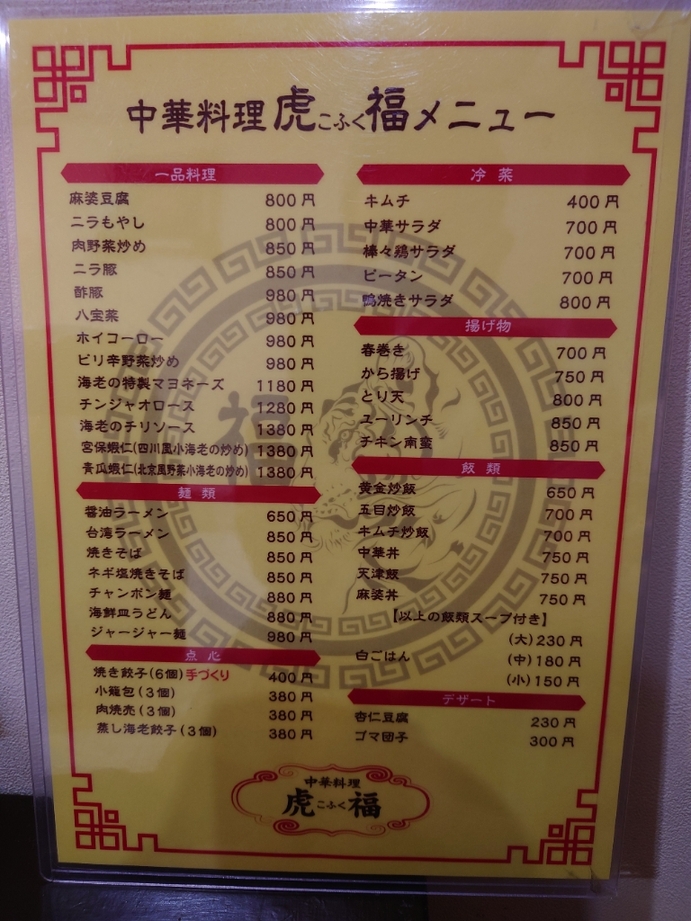 中華料理 虎こふく福メニュー
一品料理
麻婆豆腐 800円
ニラもやし 800円
肉野菜炒め 850円
ニラ豚 850円
酢豚 980円
八宝菜 980円
ホイコーロー 980円
ピリ辛野菜炒め 980円
海老の特製マヨネーズ 1180円
チンジャオロース 1280円
海老のチリソース 1380円
宮保蝦仁(四川風小海老の炒め) 1380円
青瓜蝦仁(北京風野菜小海老の炒め) 1380円
麺類
醤油ラーメン 650円
台湾ラーメン 850円
焼きそば 850円
ネギ塩焼きそば 850円
チャンポン麺 880円
海鮮皿うどん 880円
ジャージャー麺 980円
点心
焼き餃子(6個)手づくり 400円
小籠包(3個) 380円
肉焼売(3個) 380円
蒸し海老餃子(3個) 380円
冷菜
キムチ 400円
中華サラダ 700円
棒々鶏サラダ 700円
ピータン 700円
鴨焼きサラダ 800円
揚げ物
春巻き 700円
から揚げ 750円
とり天 800円
ユーリンチ 850円
チキン南蛮 850円
飯類
黄金炒飯 650円
五目炒飯 700円
キムチ炒飯 700円
中華丼 750円
天津飯 750円
麻婆丼 750円
【以上の飯類スープ付き】
白ごはん (大)230円
(中)180円
(小)150円
デザート
杏仁豆腐 230円
ゴマ団子 300円
福
中華料理
虎こふく福